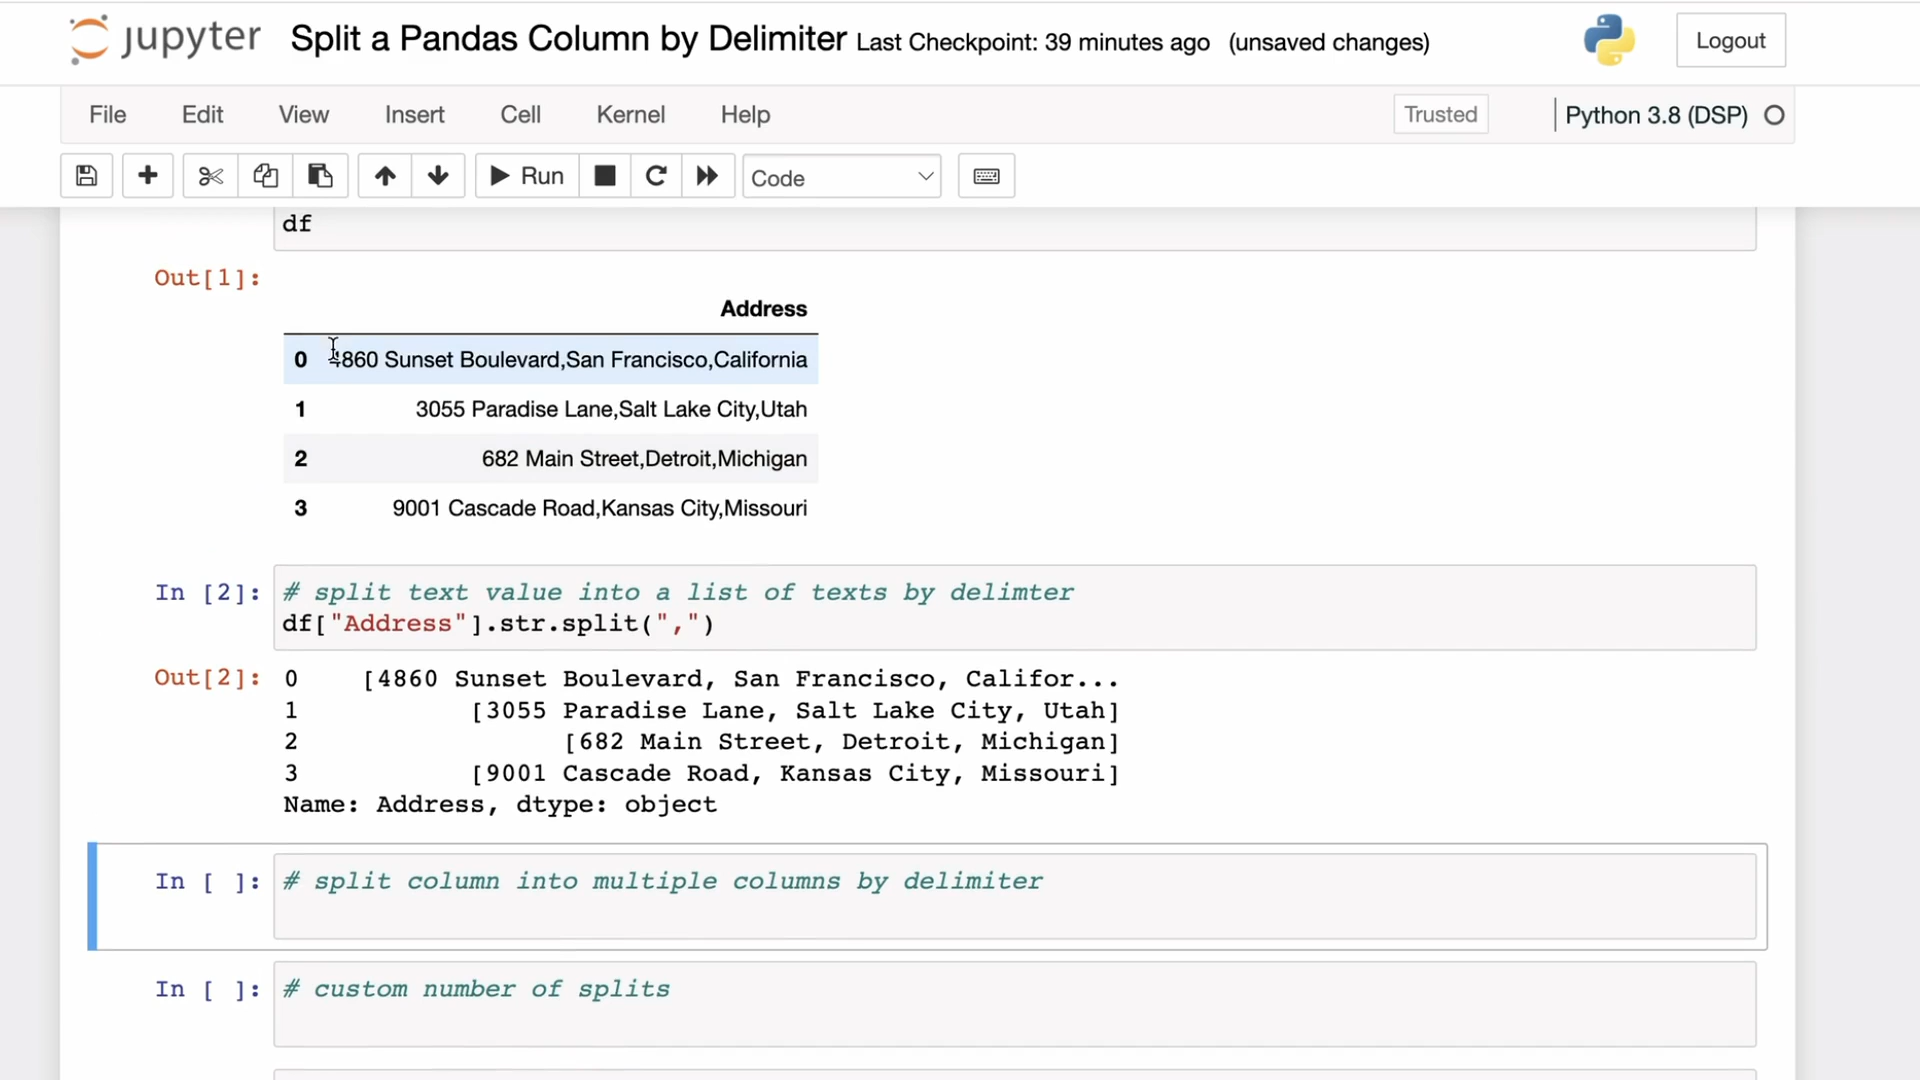 jupyter Split a Pandas Column by Delimiter Last Checkpoint: 39 minutes ago (unsaved changes) Logout
File Edit View Insert Cell Kernel Help Trusted Python 3.8 (DSP)
Run Code
df
Out[1]:
Address
0 4860 Sunset Boulevard,San Francisco,California
1 3055 Paradise Lane,Salt Lake City,Utah
2 682 Main Street,Detroit,Michigan
3 9001 Cascade Road,Kansas City,Missouri
In [2]: # split text value into a list of texts by delimter
df["Address"].str.split(",")
Out[2]: 0 [4860 Sunset Boulevard, San Francisco, Califor...
1 [3055 Paradise Lane, Salt Lake City, Utah]
2 [682 Main Street, Detroit, Michigan]
3 [9001 Cascade Road, Kansas City, Missouri]
Name: Address, dtype: object
In [ ]: # split column into multiple columns by delimiter
In [ ]: # custom number of splits